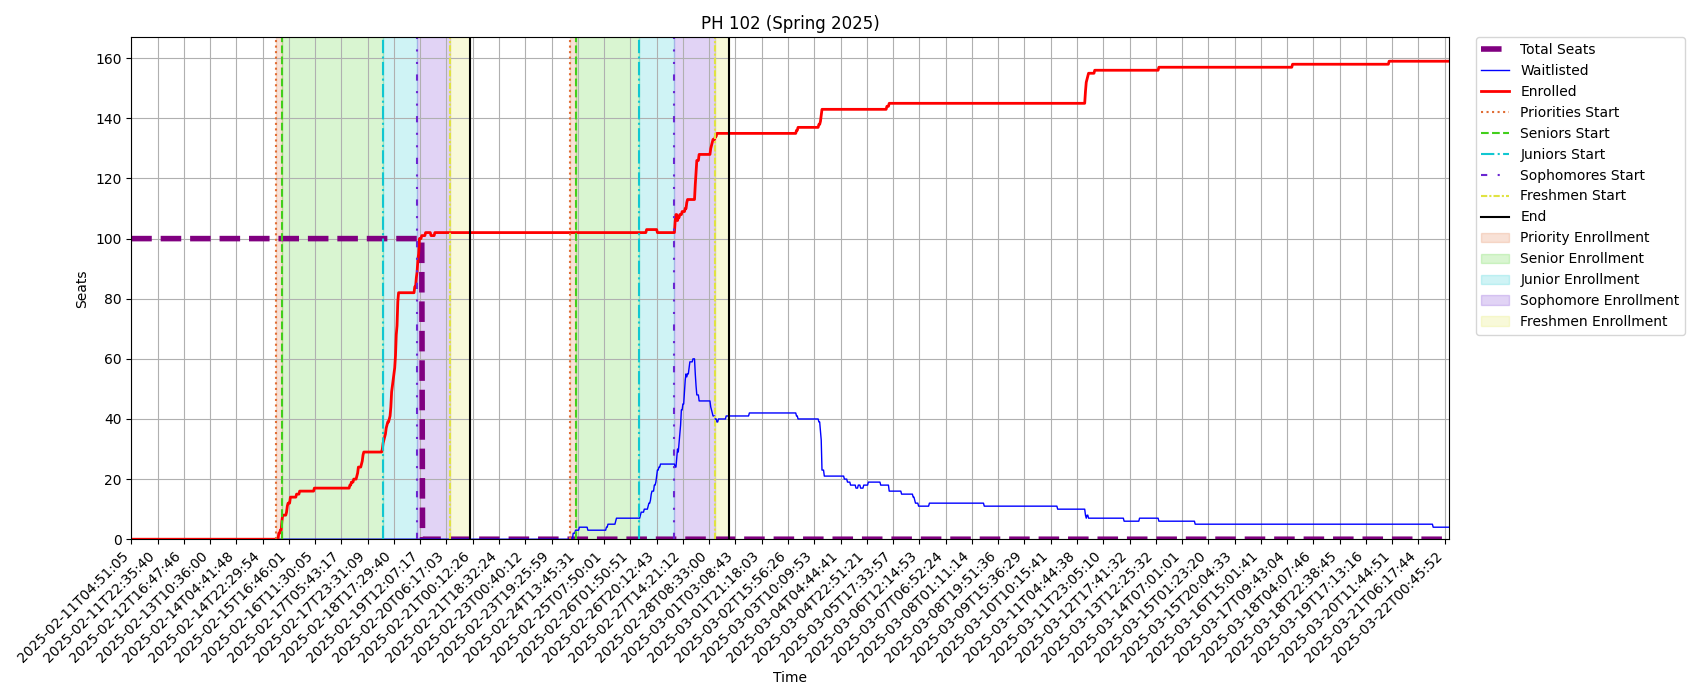 PH 102 (Spring 2025)
Seats
160
140
120
100
80
60
40
20
0
2025-02-11T04:51:05
2025-02-11T22:35:40
2025-02-12T16:47:46
2025-02-13T10:36:00
2025-02-14T04:41:48
2025-02-14T22:29:54
2025-02-15T16:46:01
2025-02-16T11:30:05
2025-02-17T05:43:17
2025-02-17T23:31:09
2025-02-18T17:29:40
2025-02-19T12:07:17
2025-02-20T06:17:03
2025-02-21T00:12:26
2025-02-21T18:32:24
2025-02-23T00:40:12
2025-02-23T19:25:59
2025-02-24T13:45:31
2025-02-25T07:50:01
2025-02-26T01:50:51
2025-02-26T20:12:43
2025-02-27T14:21:12
2025-02-28T08:33:00
2025-03-01T03:08:43
2025-03-01T21:18:03
2025-03-02T15:56:26
2025-03-03T10:09:53
2025-03-04T04:44:41
2025-03-04T22:51:21
2025-03-05T17:33:57
2025-03-06T12:14:53
2025-03-07T06:52:24
2025-03-08T01:11:14
2025-03-08T19:51:36
2025-03-09T15:36:29
2025-03-10T10:15:41
2025-03-11T04:44:38
2025-03-11T23:05:10
2025-03-12T17:41:32
2025-03-13T12:25:32
2025-03-14T07:01:01
2025-03-15T01:23:20
2025-03-15T20:04:33
2025-03-16T15:01:41
2025-03-17T09:43:04
2025-03-18T04:07:46
2025-03-18T22:38:45
2025-03-19T17:13:16
2025-03-20T11:44:51
2025-03-21T06:17:44
2025-03-22T00:45:52
Time
Total Seats
Waitlisted
Enrolled
Priorities Start
Seniors Start
Juniors Start
Sophomores Start
Freshmen Start
End
Priority Enrollment
Senior Enrollment
Junior Enrollment
Sophomore Enrollment
Freshmen Enrollment